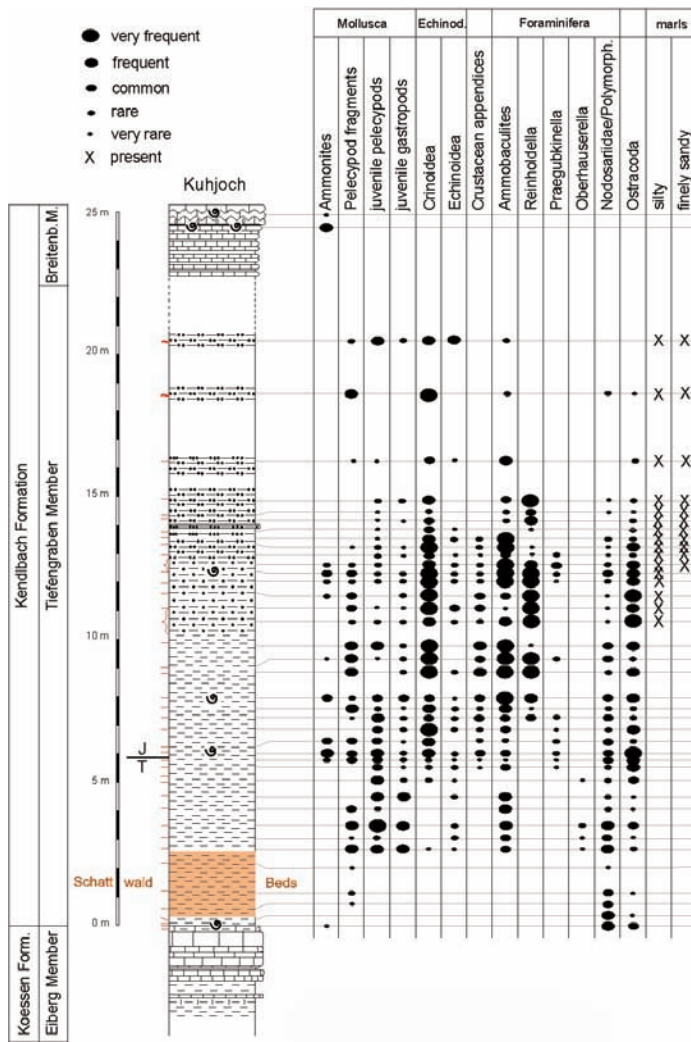 very frequent
frequent
common
rare
very rare
X present
Kuhjoch
Mollusca
Echinod.
Foraminifera
marls
Ammonites
Pelecypod fragments
juvenile pelecypods
juvenile gastropods
Crinoidea
Echinoidea
Crustacean appendices
Ammobaculites
Reinholdella
Praegubkinella
Oberhauserella
Nodosariidae/Polymorph.
Ostracoda
silty
finely sandy
Kendlbach Formation
Koessen Form.
Breitenb.M.
Tiefengraben Member
Eiberg Member
25 m
20 m
15 m
10 m
J
T
5 m
Schatt wald Beds
0 m
X X
X X
X X
X X
X X
X X
X X
X X
X X
X X
X X
X
X
X
X
X